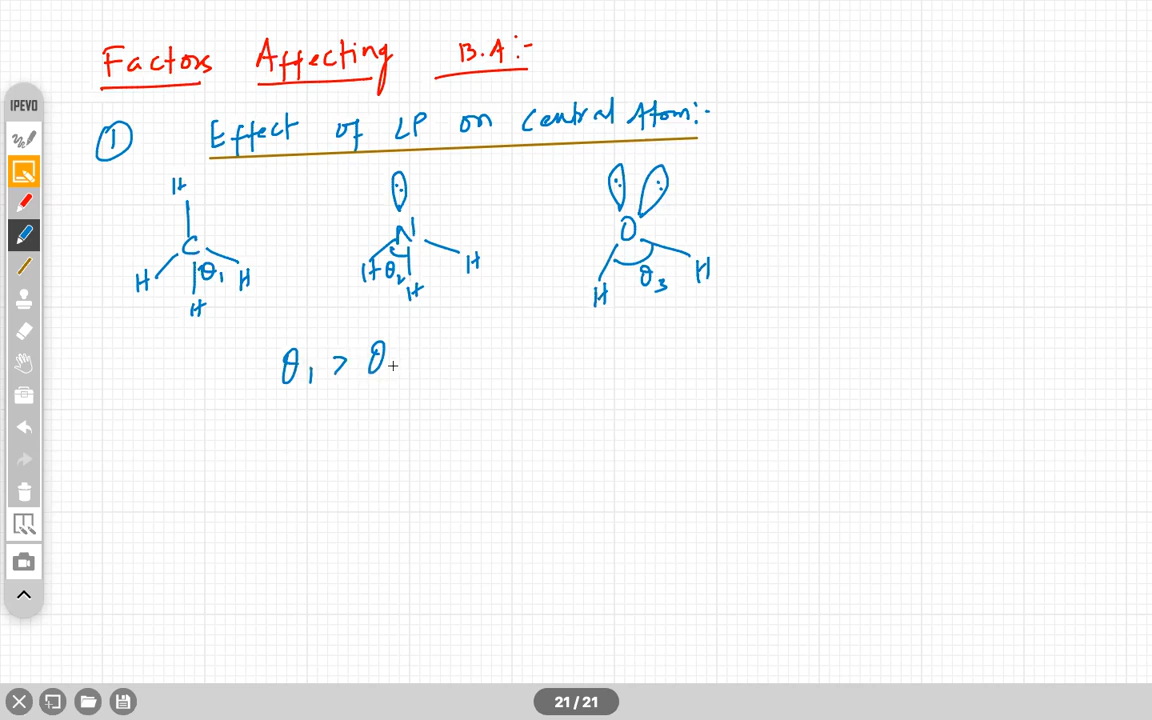 Factors Affecting B.A:-
IPEVO
① Effect of LP on Central Atom:-
H
C N O
H θ₁ H H θ₂ H θ₃ H
H H H
θ₁ > θ
21 / 21